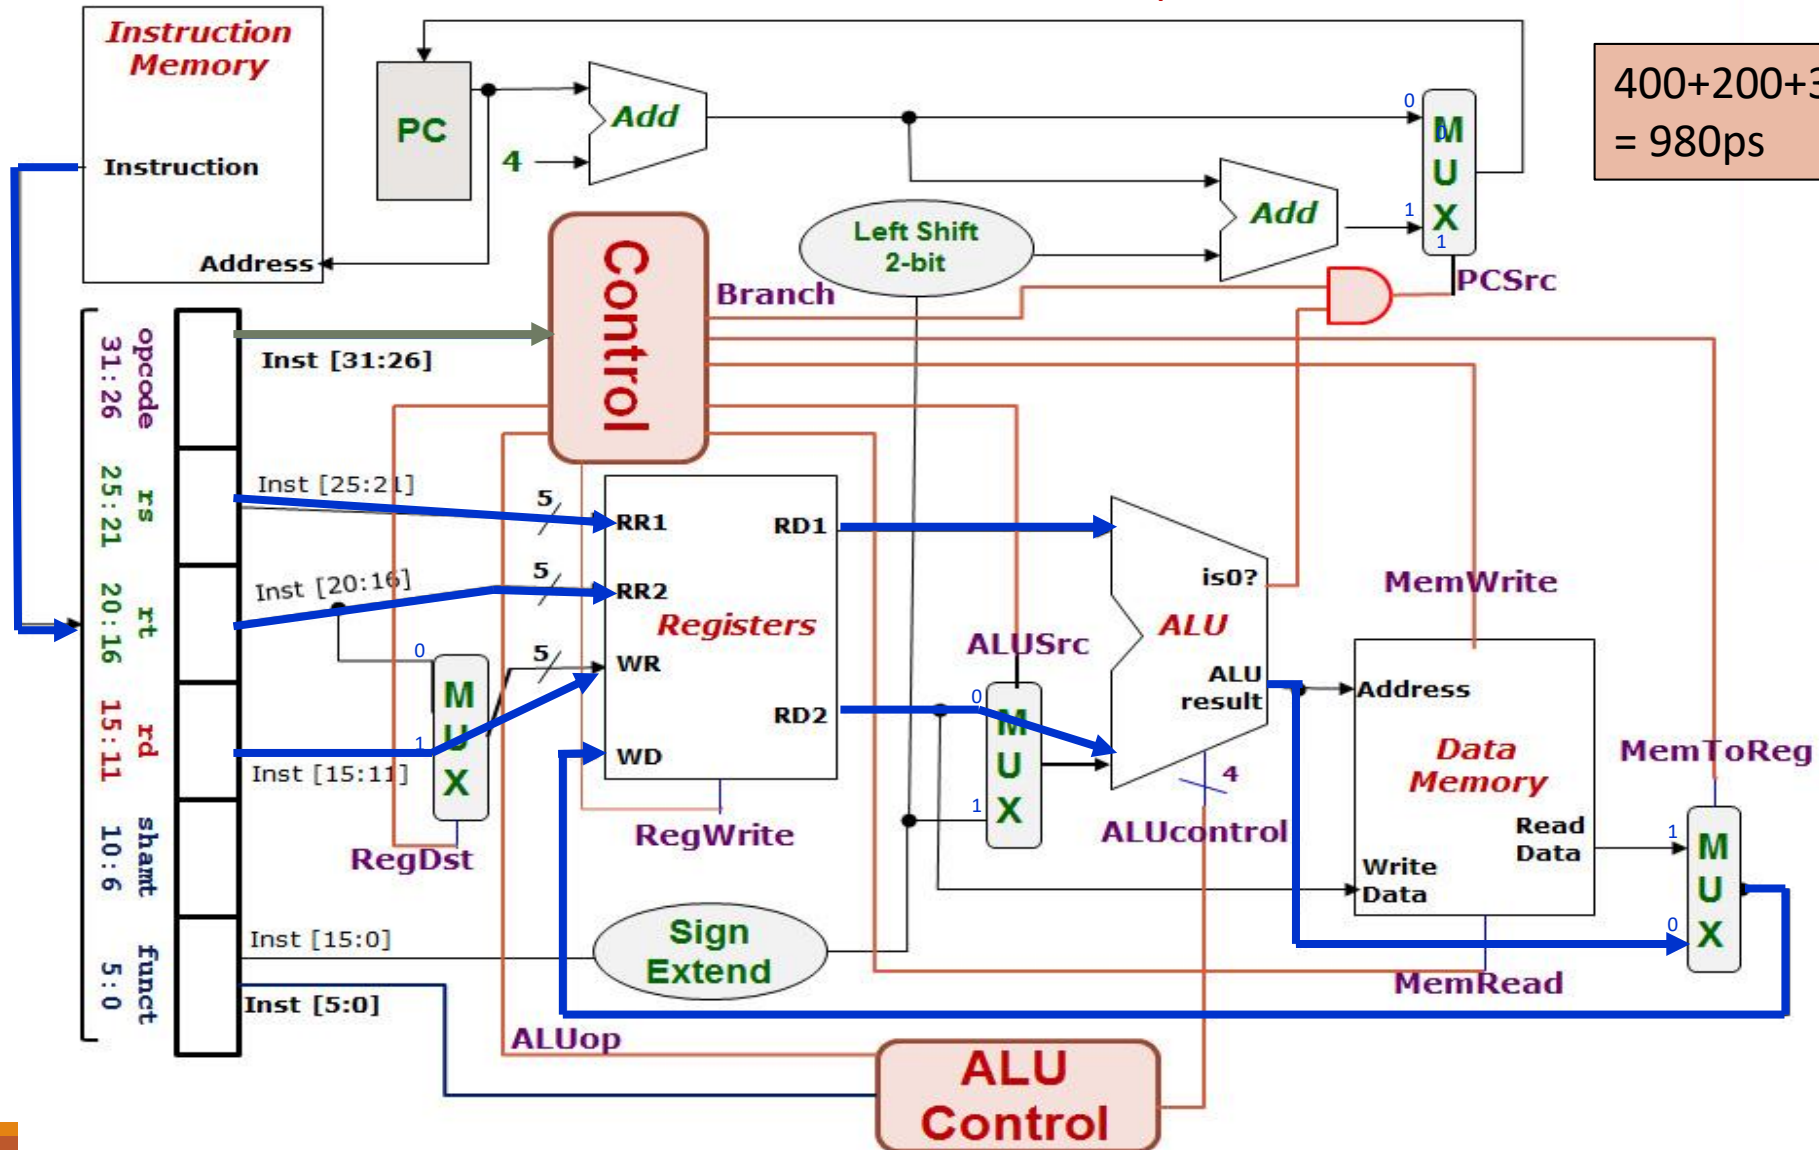 Instruction
Memory
Instruction
Address
PC
4
Add
Add
0
M
0
U
1
X
1
PCSrc
400+200+3
= 980ps
Left Shift
2-bit
Control
Branch
opcode
31:26
Inst [31:26]
rs
25:21
Inst [25:21]
5
RR1
RD1
rt
20:16
Inst [20:16]
5
RR2
Registers
0
M
U
1
X
5
WR
RD2
WD
rd
15:11
Inst [15:11]
RegDst
RegWrite
ALUSrc
0
M
U
1
X
is0?
ALU
ALU
result
4
ALUcontrol
MemWrite
Address
Data
Memory
Read
Data
Write
Data
MemToReg
1
M
U
0
X
MemRead
shamt
10:6
funct
5:0
Inst [15:0]
Sign
Extend
Inst [5:0]
ALUop
ALU
Control